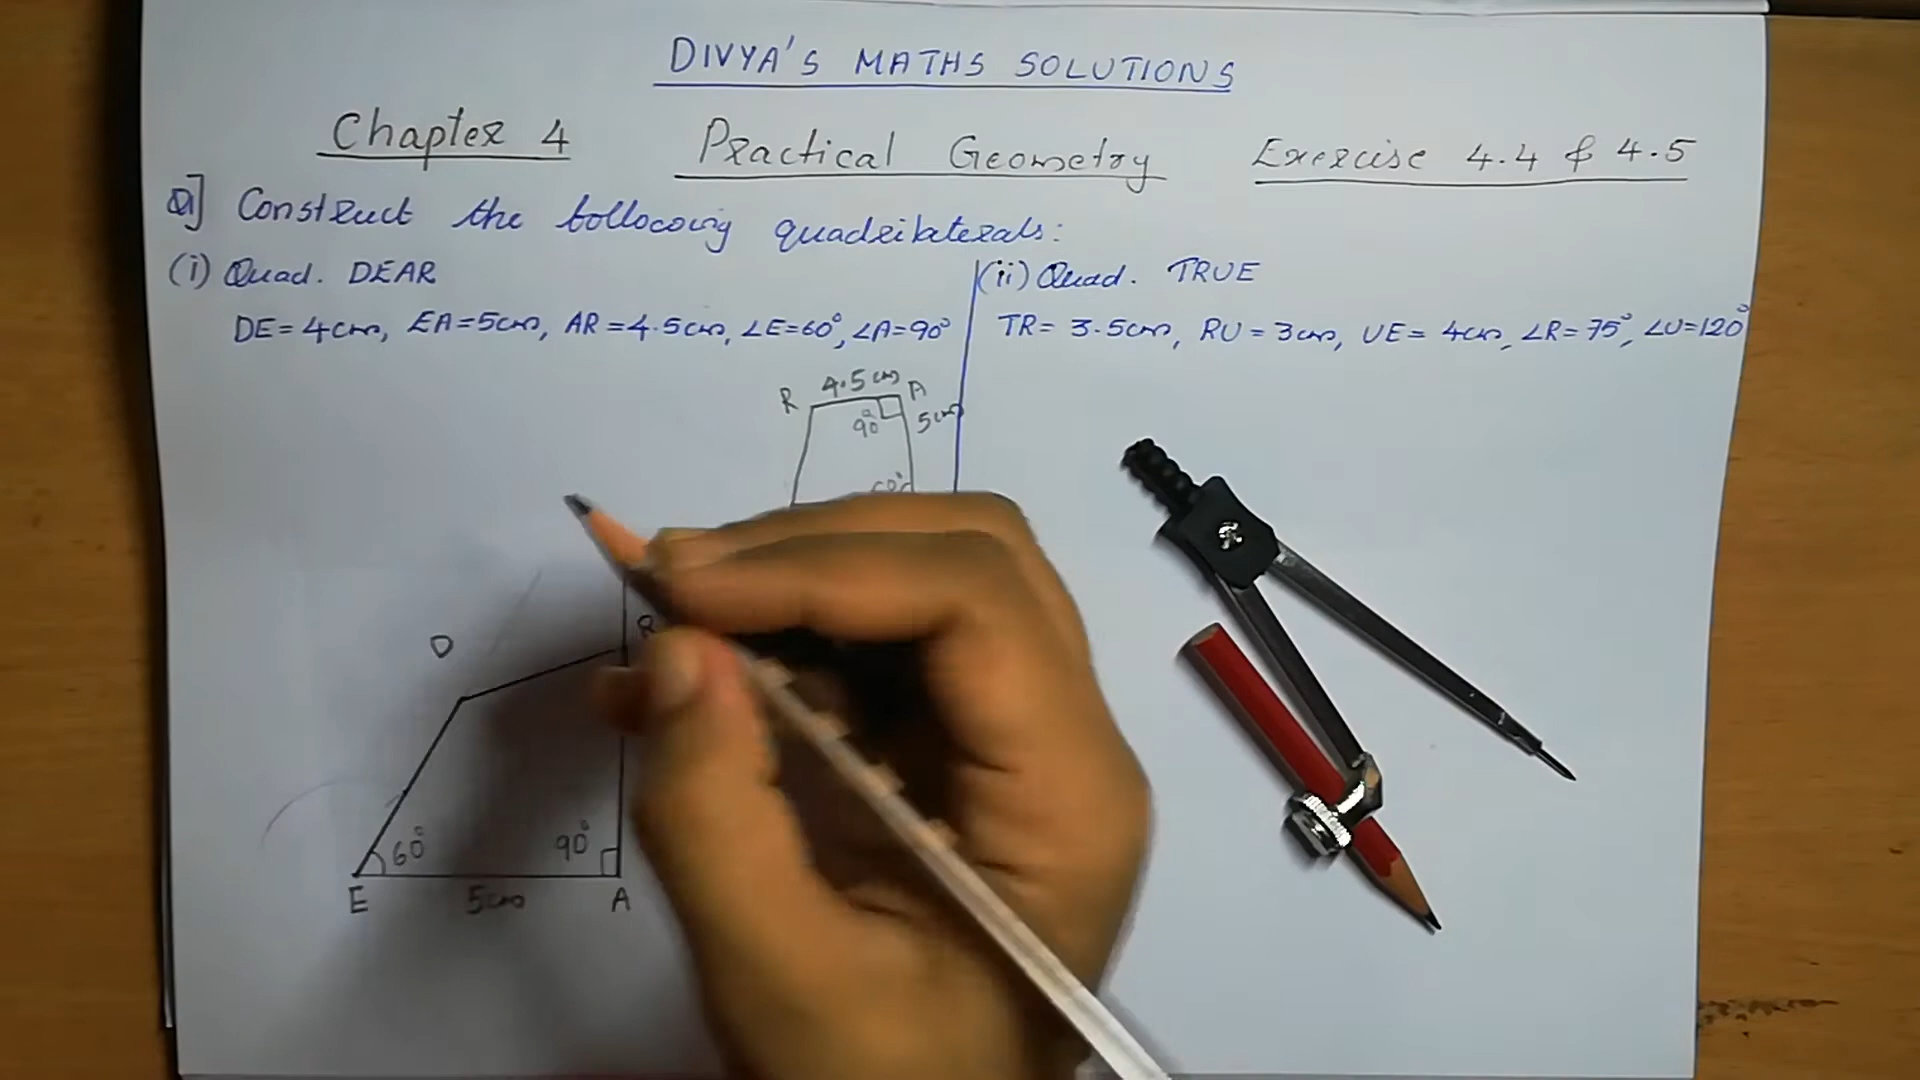 DIVYA'S MATHS SOLUTIONS
Chapter 4 Practical Geometry Exercise 4.4 & 4.5
Q1] Construct the following quadrilaterals:
(i) Quad. DEAR
DE = 4cm, EA = 5cm, AR = 4.5cm, ∠E = 60°, ∠A = 90°
(ii) Quad. TRUE
TR = 3.5cm, RU = 3cm, UE = 4cm, ∠R = 75°, ∠U = 120°
R 4.5cm A
90° 5cm
60°
D R
60° 90°
E 5cm A